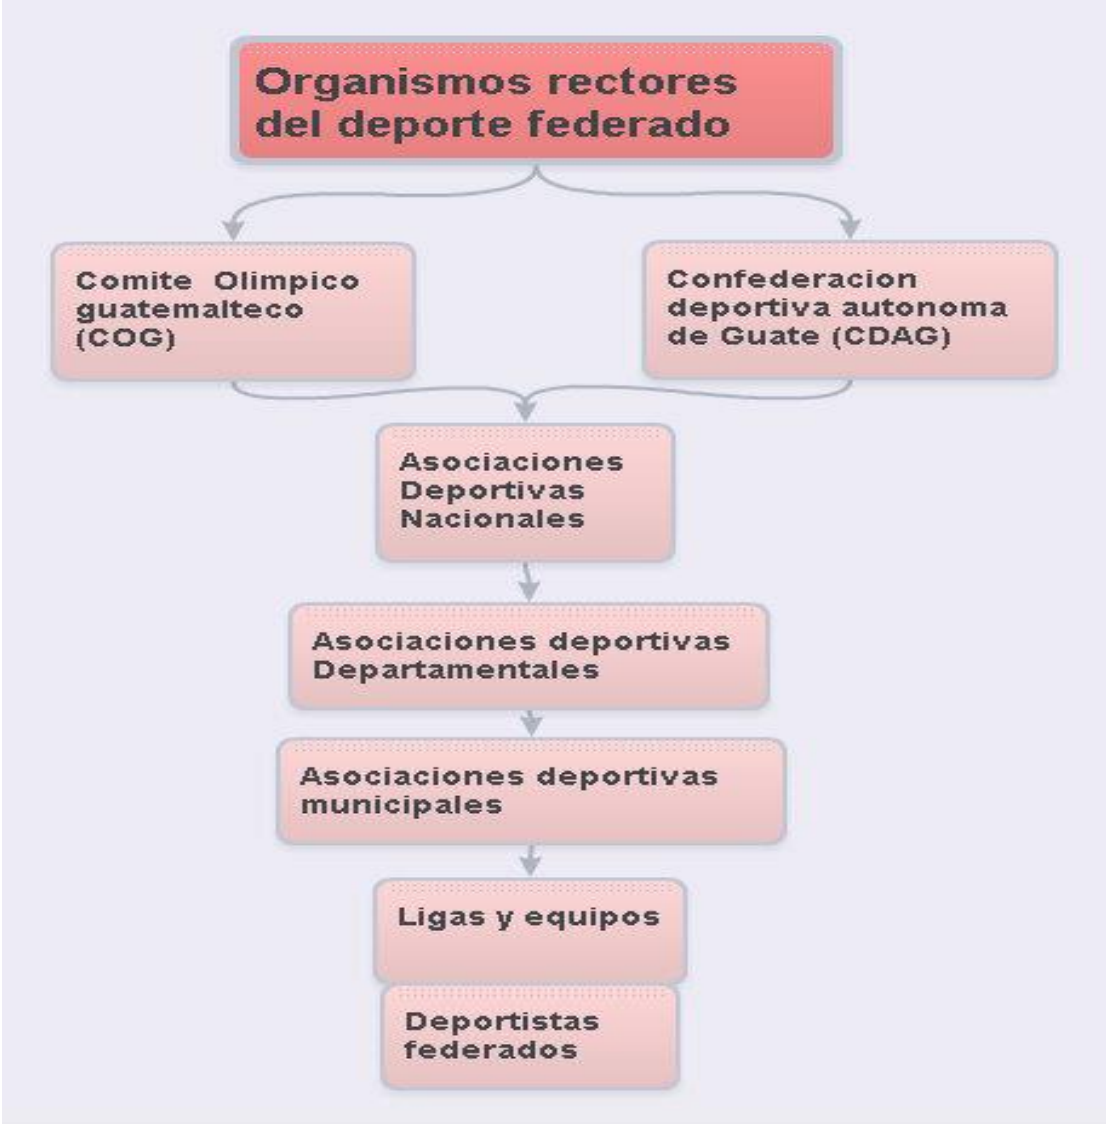 Organismos rectores
del deporte federado
Comite Olimpico
guatemalteco
(COG)
Confederacion
deportiva autonoma
de Guate (CDAG)
Asociaciones
Deportivas
Nacionales
Asociaciones deportivas
Departamentales
Asociaciones deportivas
municipales
Ligas y equipos
Deportistas
federados